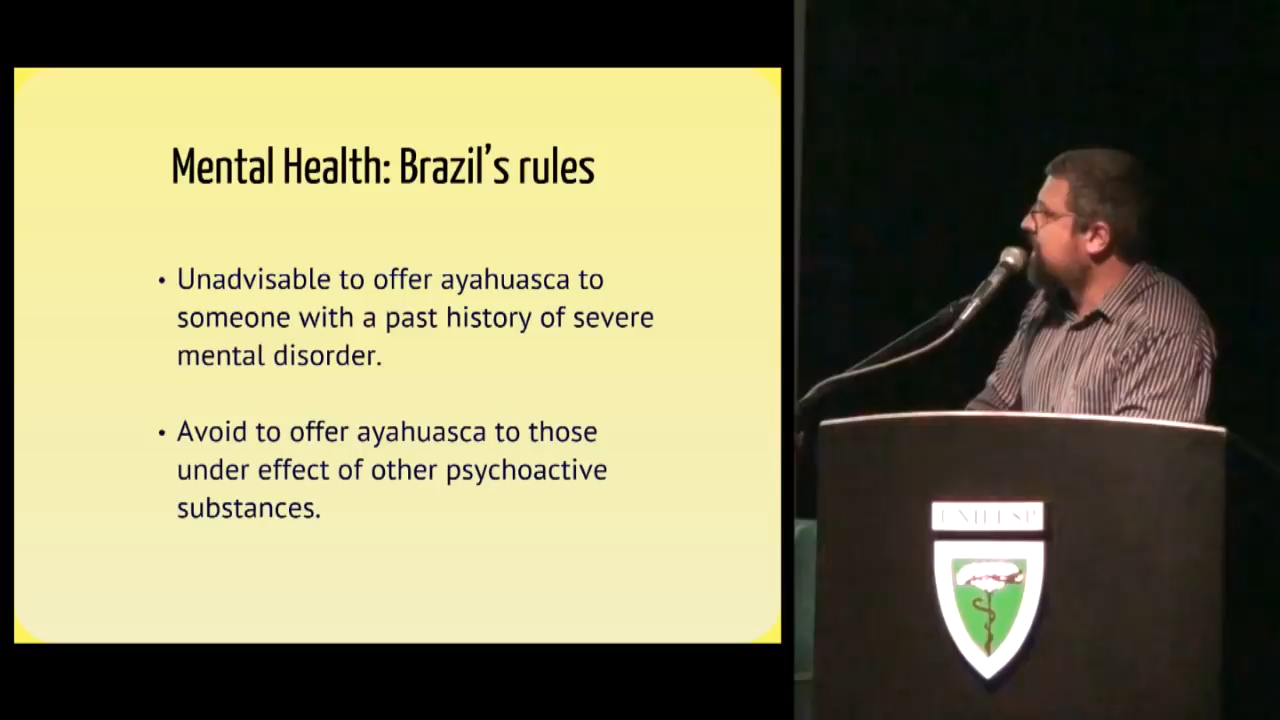 Mental Health: Brazil's rules
• Unadvisable to offer ayahuasca to
someone with a past history of severe
mental disorder.
• Avoid to offer ayahuasca to those
under effect of other psychoactive
substances.
UNIFESP